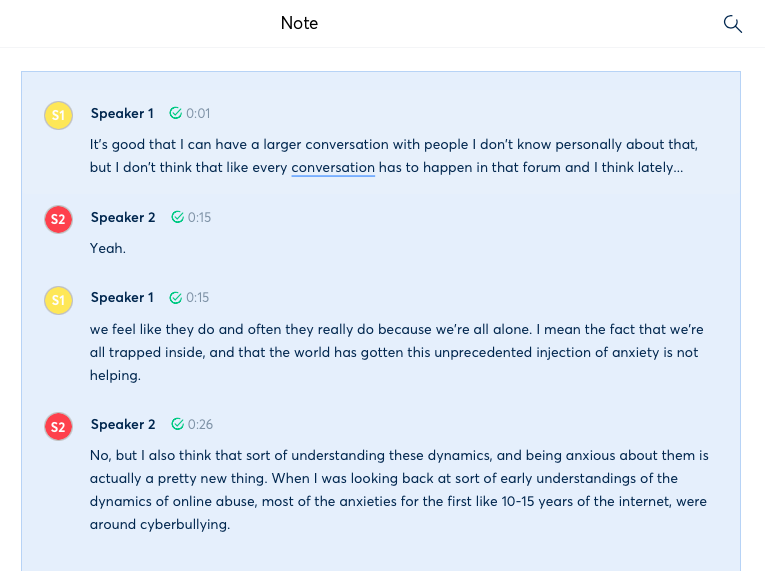 Note
S1 Speaker 1 0:01
It's good that I can have a larger conversation with people I don't know personally about that,
but I don't think that like every conversation has to happen in that forum and I think lately...
S2 Speaker 2 0:15
Yeah.
S1 Speaker 1 0:15
we feel like they do and often they really do because we're all alone. I mean the fact that we're
all trapped inside, and that the world has gotten this unprecedented injection of anxiety is not
helping.
S2 Speaker 2 0:26
No, but I also think that sort of understanding these dynamics, and being anxious about them is
actually a pretty new thing. When I was looking back at sort of early understandings of the
dynamics of online abuse, most of the anxieties for the first like 10-15 years of the internet, were
around cyberbullying.